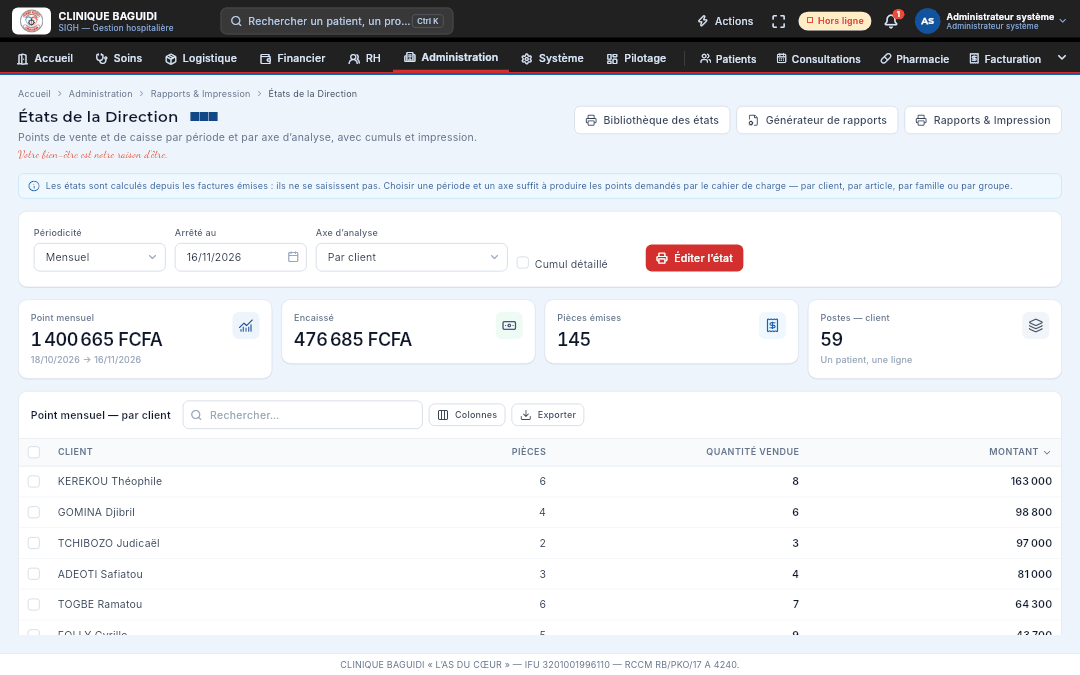 CLINIQUE BAGUIDI
SIGH — Gestion hospitalière
Rechercher un patient, un pro... Ctrl K
Actions
Hors ligne
1
AS
Administrateur système
Administrateur système
Accueil Soins Logistique Financier RH Administration Système Pilotage Patients Consultations Pharmacie Facturation
Accueil > Administration > Rapports & Impression > États de la Direction
États de la Direction
Points de vente et de caisse par période et par axe d'analyse, avec cumuls et impression.
Votre bien-être est notre raison d'être.
Bibliothèque des états
Générateur de rapports
Rapports & Impression
Les états sont calculés depuis les factures émises : ils ne se saisissent pas. Choisir une période et un axe suffit à produire les points demandés par le cahier de charge — par client, par article, par famille ou par groupe.
Périodicité Arrêté au Axe d'analyse
Mensuel 16/11/2026 Par client Cumul détaillé Éditer l'état
Point mensuel
1 400 665 FCFA
18/10/2026 → 16/11/2026
Encaissé
476 685 FCFA
Pièces émises
145
Postes — client
59
Un patient, une ligne
Point mensuel — par client Rechercher... Colonnes Exporter
CLIENT PIÈCES QUANTITÉ VENDUE MONTANT
KEREKOU Théophile 6 8 163 000
GOMINA Djibril 4 6 98 800
TCHIBOZO Judicaël 2 3 97 000
ADEOTI Safiatou 3 4 81 000
TOGBE Ramatou 6 7 64 300
CLINIQUE BAGUIDI « L'AS DU CŒUR » — IFU 3201001996110 — RCCM RB/PKO/17 A 4240.